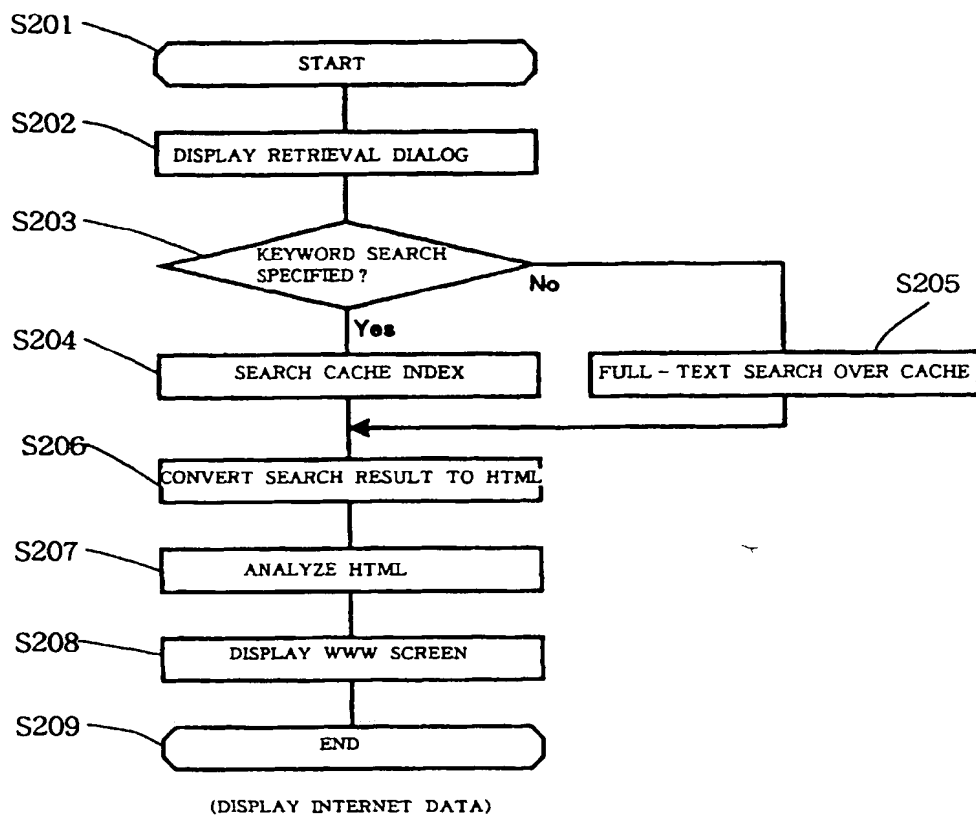 S201
START
S202
DISPLAY RETRIEVAL DIALOG
S203
KEYWORD SEARCH
SPECIFIED?
No
S205
Yes
S204
SEARCH CACHE INDEX
FULL-TEXT SEARCH OVER CACHE
S206
CONVERT SEARCH RESULT TO HTML
S207
ANALYZE HTML
S208
DISPLAY WWW SCREEN
S209
END
(DISPLAY INTERNET DATA)